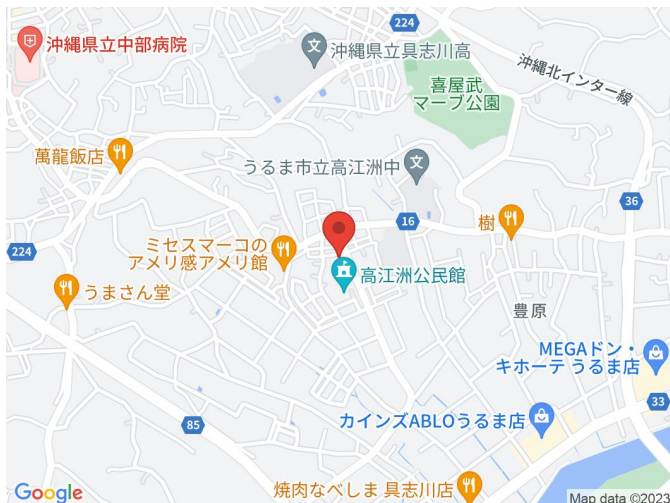 224
沖縄県立中部病院
沖縄県立具志川高
沖縄北インター線
喜屋武
マーブ公園
萬龍飯店
うるま市立高江洲中
36
16
樹
224
ミセスマーコの
アメリ感アメリ館
高江洲公民館
うまさん堂
豊原
MEGAドン・
キホーテ うるま店
33
85
カインズABLOうるま店
焼肉なべしま 具志川店
Google
Map data ©2023